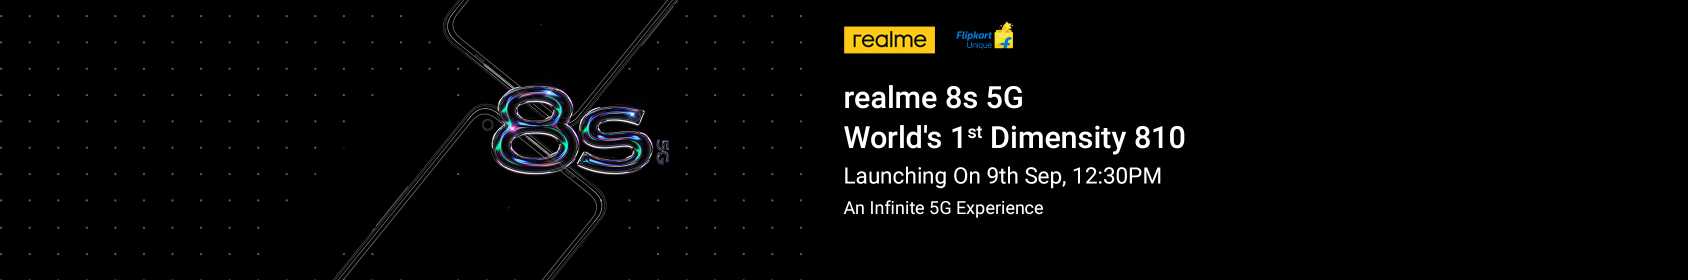 8s
5G
realme
Flipkart
Unique
realme 8s 5G
World's 1st Dimensity 810
Launching On 9th Sep, 12:30PM
An Infinite 5G Experience